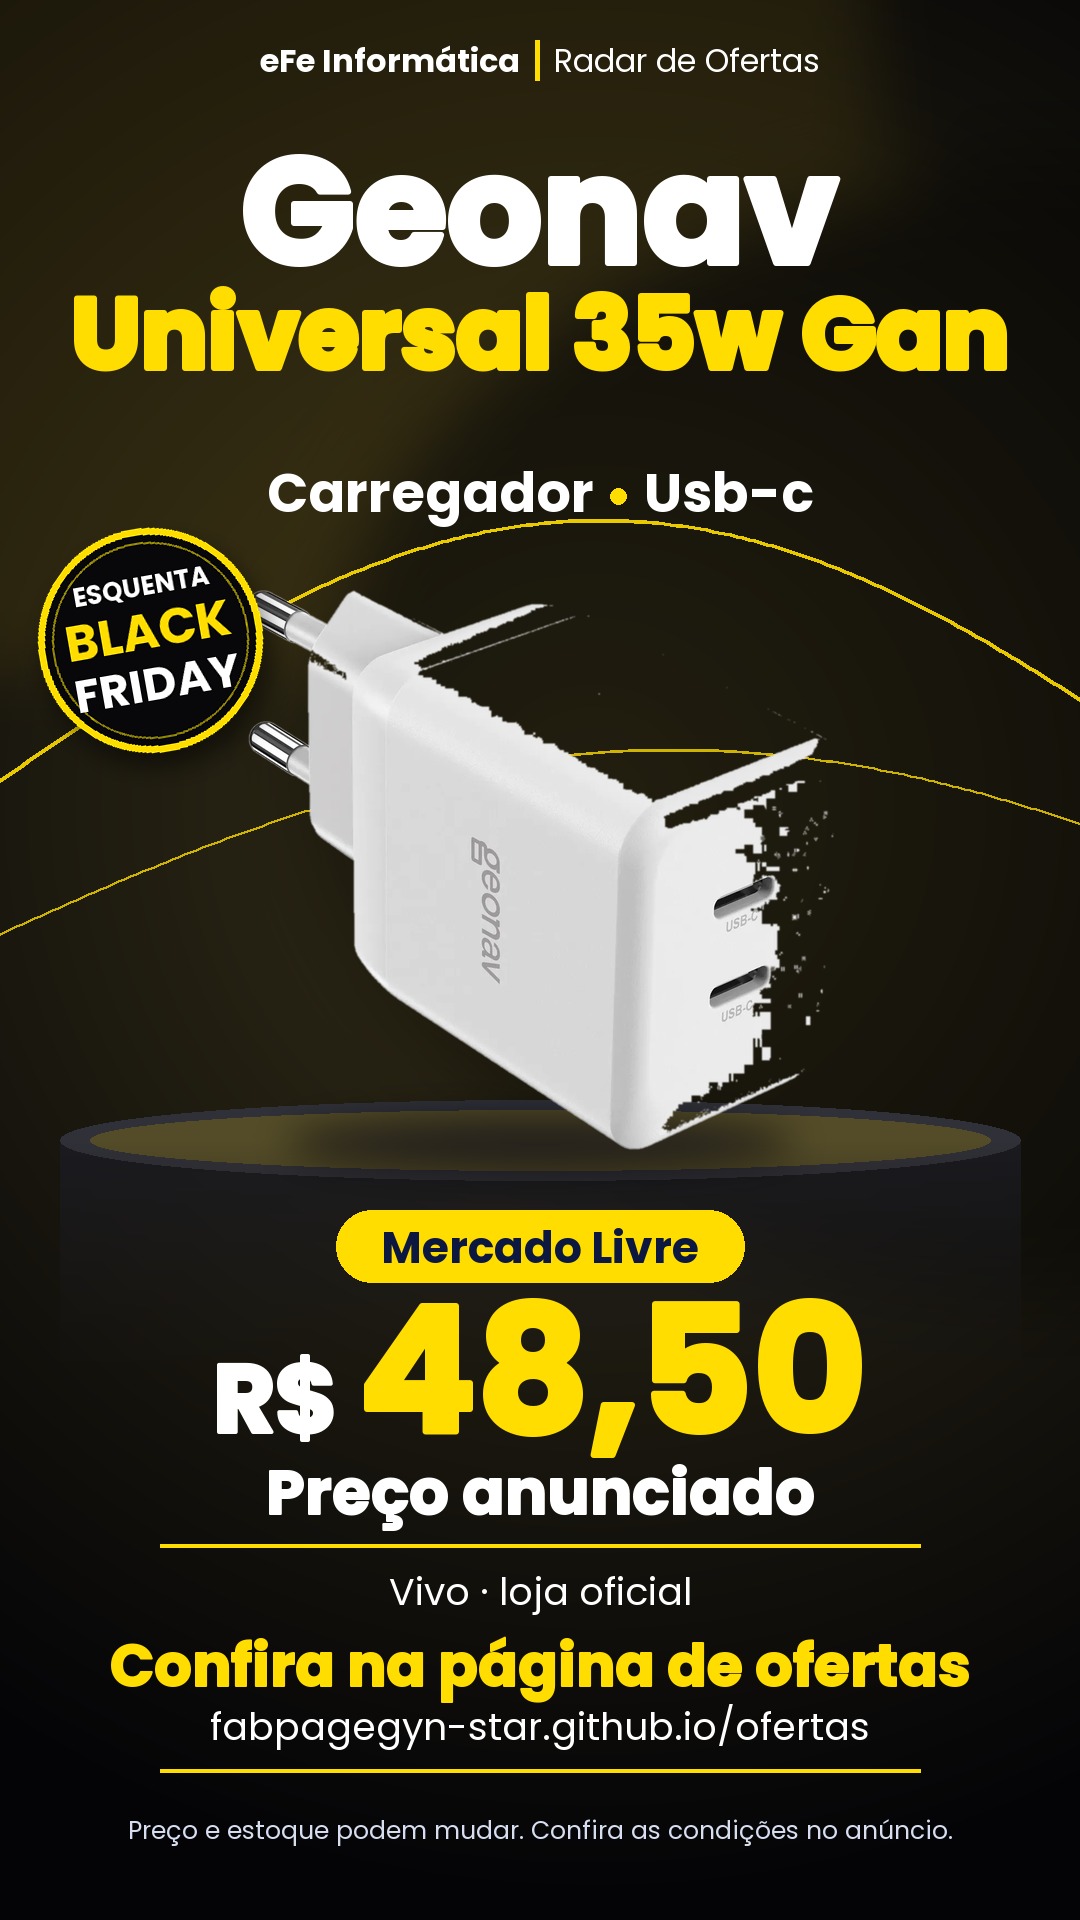 eFe Informática | Radar de Ofertas
Geonav
Universal 35w Gan
Carregador • Usb-c
ESQUENTA
BLACK
FRIDAY
geonav
USB-C
USB-C
Mercado Livre
R$ 48,50
Preço anunciado
Vivo · loja oficial
Confira na página de ofertas
fabpagegyn-star.github.io/ofertas
Preço e estoque podem mudar. Confira as condições no anúncio.